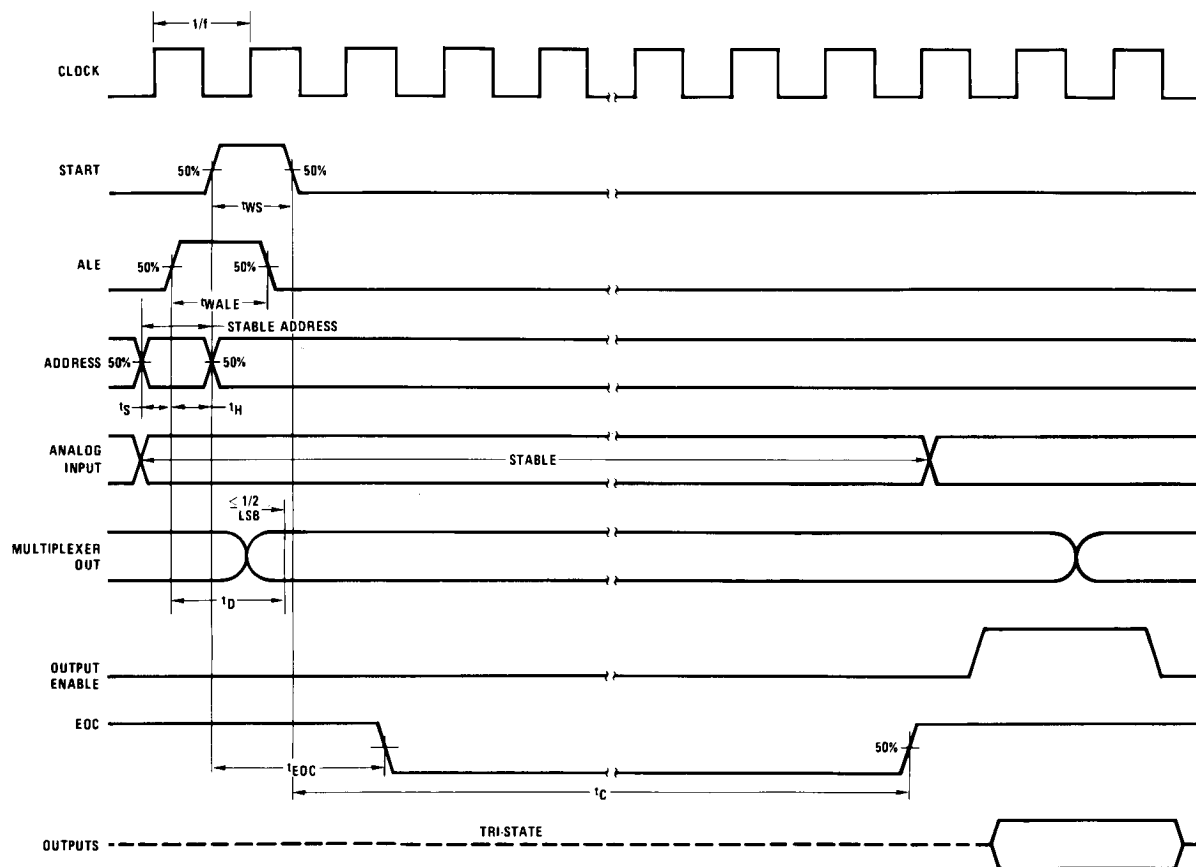 1/f
CLOCK
START
50%
50%
tWS
ALE
50%
50%
tWALE
STABLE ADDRESS
ADDRESS
50%
50%
tS
tH
ANALOG
INPUT
STABLE
≤ 1/2
LSB
MULTIPLEXER
OUT
tD
OUTPUT
ENABLE
EOC
50%
tEOC
tC
TRI-STATE
OUTPUTS